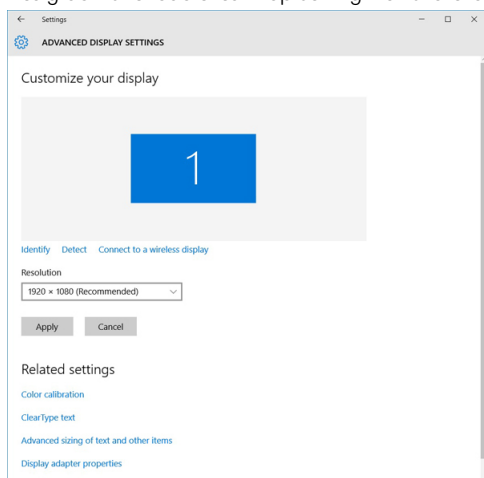 Settings
ADVANCED DISPLAY SETTINGS
Customize your display
1
Identify Detect Connect to a wireless display
Resolution
1920 × 1080 (Recommended)
Apply Cancel
Related settings
Color calibration
ClearType text
Advanced sizing of text and other items
Display adapter properties